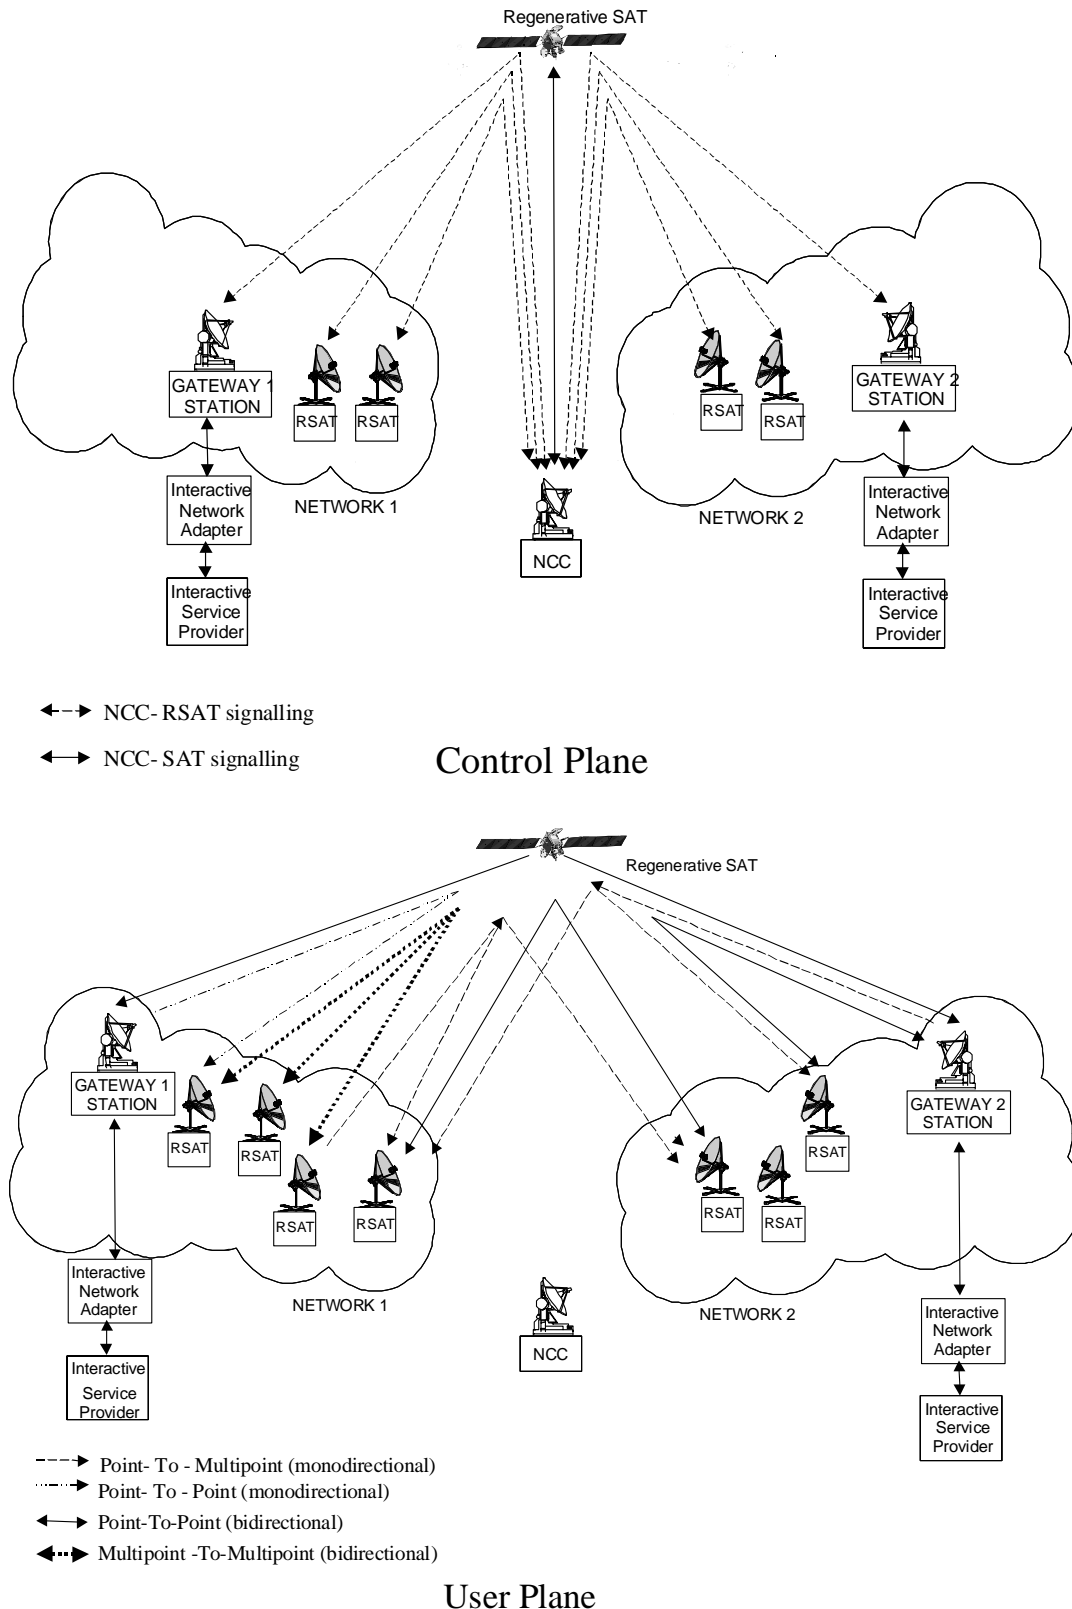 Regenerative SAT
GATEWAY 1
STATION
RSAT
RSAT
RSAT
RSAT
GATEWAY 2
STATION
Interactive
Network
Adapter
NETWORK 1
NCC
NETWORK 2
Interactive
Network
Adapter
Interactive
Service
Provider
Interactive
Service
Provider
NCC- RSAT signalling
NCC- SAT signalling
Control Plane
Regenerative SAT
GATEWAY 1
STATION
RSAT
RSAT
RSAT
RSAT
RSAT
RSAT
RSAT
GATEWAY 2
STATION
Interactive
Network
Adapter
NETWORK 1
NCC
NETWORK 2
Interactive
Network
Adapter
Interactive
Service
Provider
Interactive
Service
Provider
Point- To - Multipoint (monodirectional)
Point- To - Point (monodirectional)
Point-To-Point (bidirectional)
Multipoint -To-Multipoint (bidirectional)
User Plane